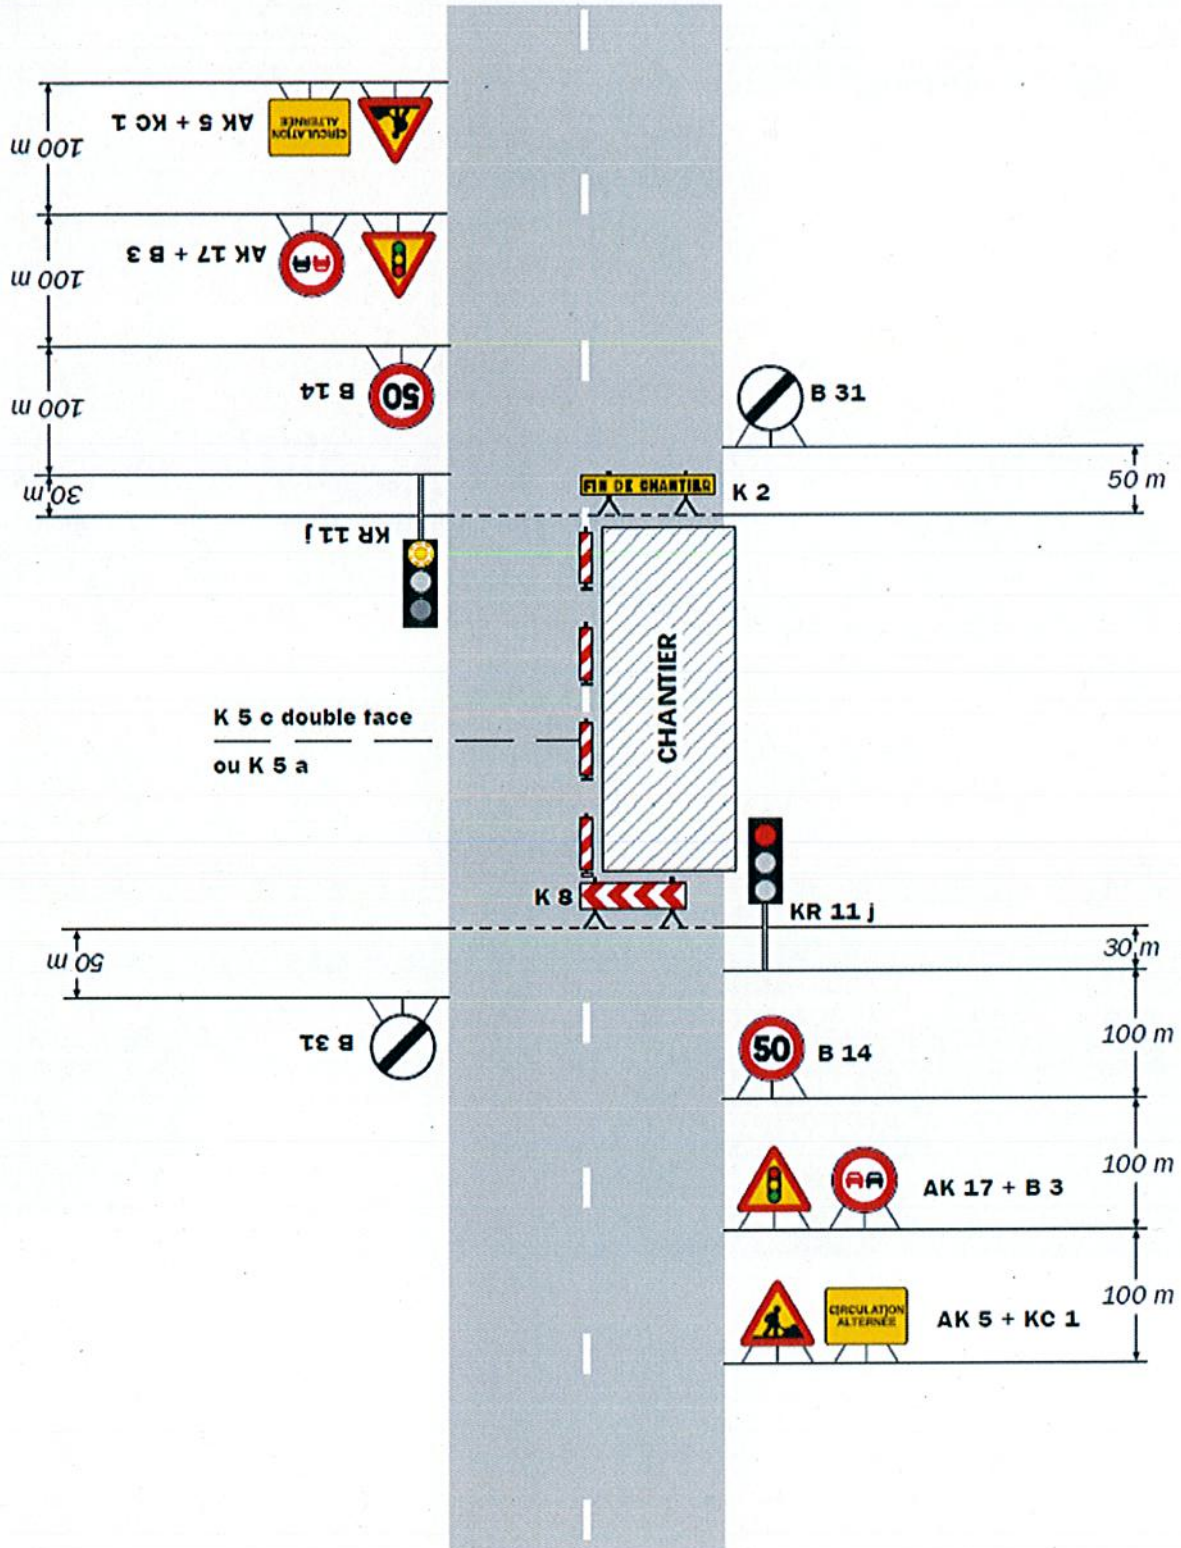 100 m
AK 5 + KC 1
CIRCULATION
ALTERNÉE
100 m
AK 17 + B 3
100 m
B 14
50
B 31
30 m
FIN DE CHANTIER
K 2
50 m
KR 11 j
CHANTIER
K 5 c double face
ou K 5 a
K 8
KR 11 j
50 m
30 m
B 31
50
B 14
100 m
AK 17 + B 3
100 m
CIRCULATION
ALTERNÉE
AK 5 + KC 1
100 m